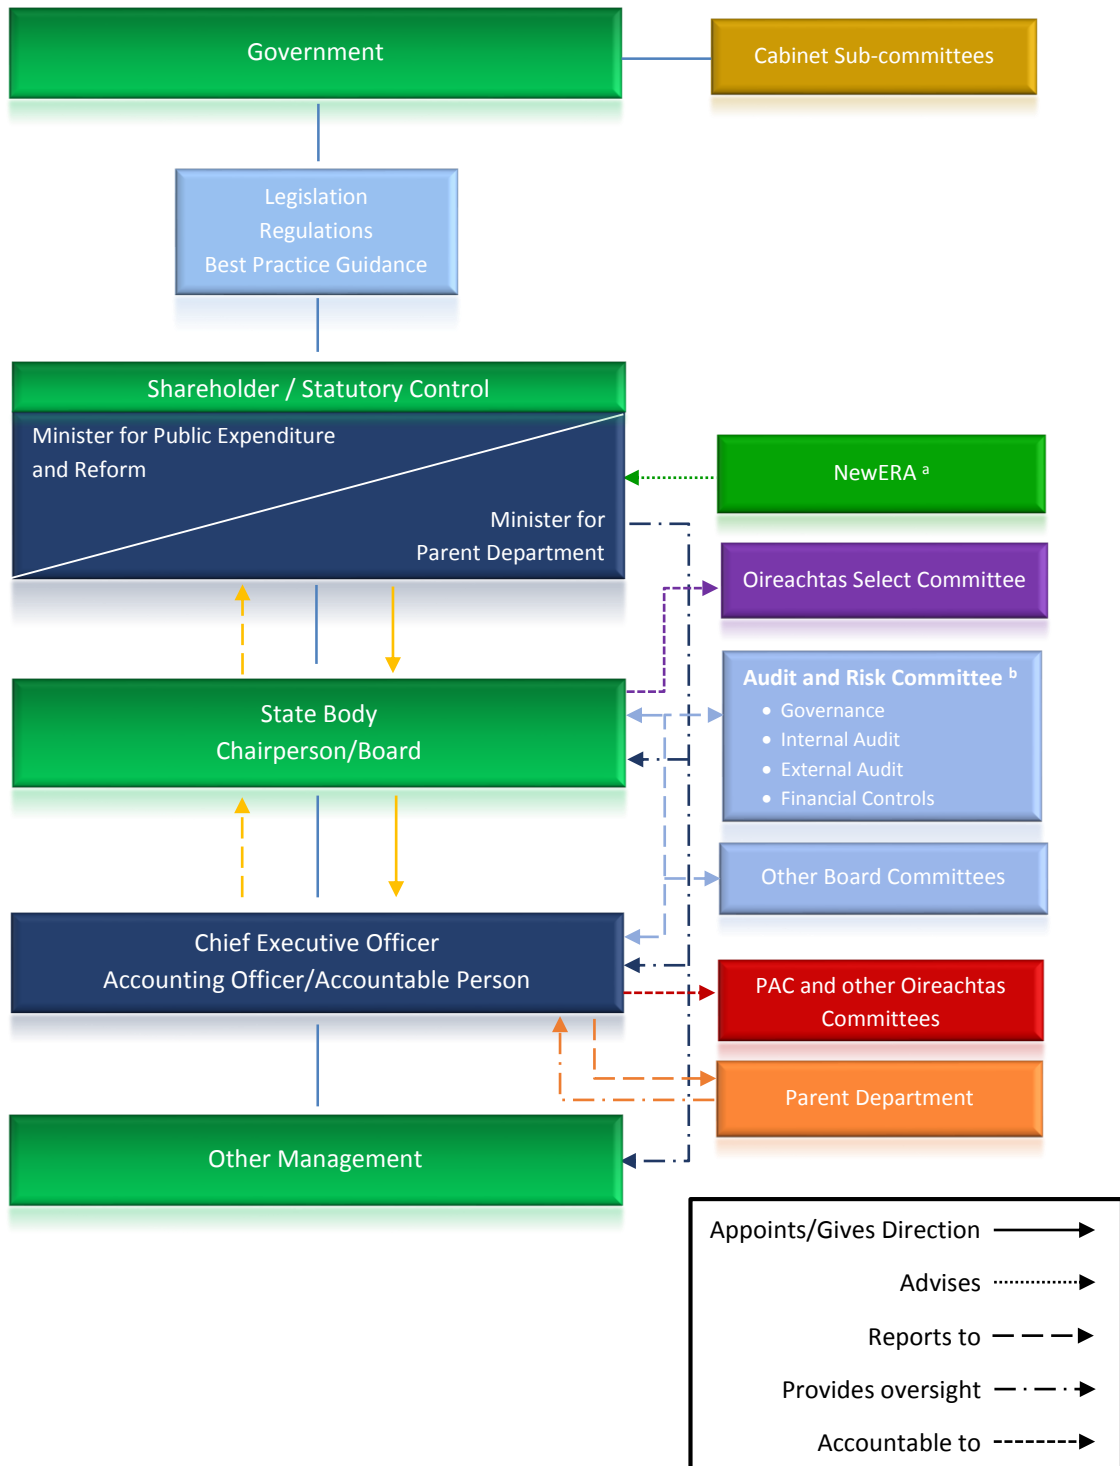 Government
Cabinet Sub-committees
Legislation
Regulations
Best Practice Guidance
Shareholder / Statutory Control
Minister for Public Expenditure
and Reform
Minister for
Parent Department
NewERA ᵃ
Oireachtas Select Committee
State Body
Chairperson/Board
Audit and Risk Committee ᵇ
• Governance
• Internal Audit
• External Audit
• Financial Controls
Other Board Committees
Chief Executive Officer
Accounting Officer/Accountable Person
PAC and other Oireachtas
Committees
Parent Department
Other Management
Appoints/Gives Direction
Advises
Reports to
Provides oversight
Accountable to